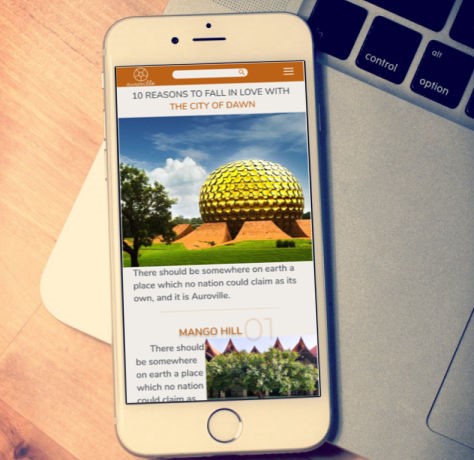 auroville
10 REASONS TO FALL IN LOVE WITH
THE CITY OF DAWN
There should be somewhere on earth a
place which no nation could claim as its
own, and it is Auroville.
MANGO HILL 01
There should
be somewhere
on earth a place
which no nation
could claim as
control
alt
option